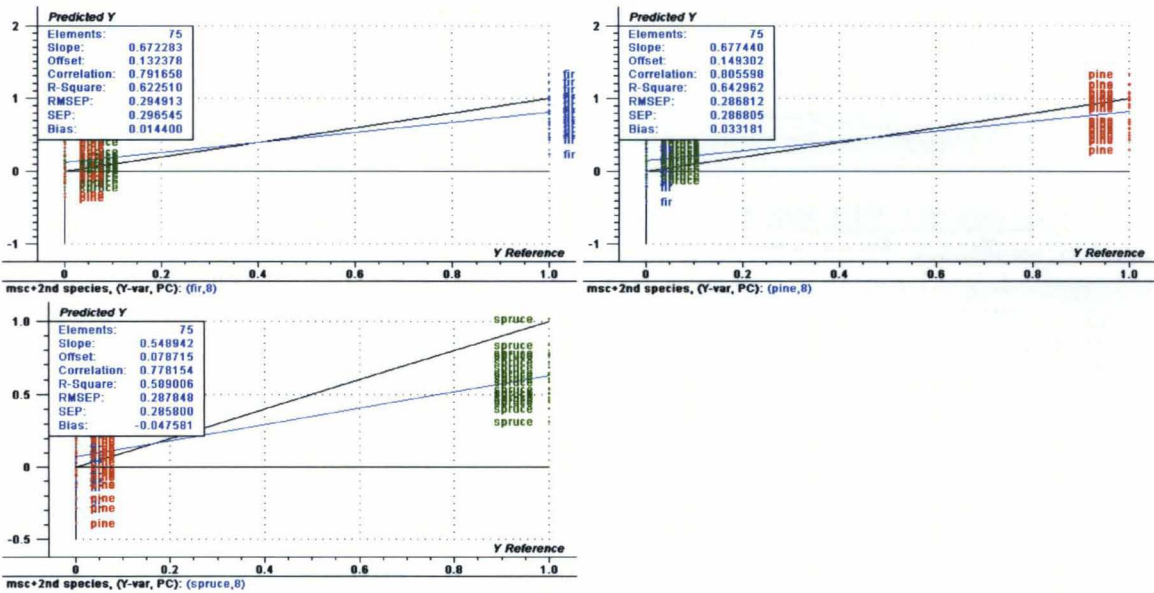 Predicted Y
2
Elements: 75
Slope: 0.672283
Offset: 0.132378
Correlation: 0.791658
R-Square: 0.622510
RMSEP: 0.294913
SEP: 0.296545
Bias: 0.014400
1
0
-1
fir
fir
pine
Y Reference
0 0.2 0.4 0.6 0.8 1.0
msc+2nd species, (Y-var, PC): (fir,8)
Predicted Y
2
Elements: 75
Slope: 0.677440
Offset: 0.149302
Correlation: 0.805598
R-Square: 0.642962
RMSEP: 0.286812
SEP: 0.286805
Bias: 0.033181
1
0
-1
pine
pine
fir
Y Reference
0 0.2 0.4 0.6 0.8 1.0
msc+2nd species, (Y-var, PC): (pine,8)
Predicted Y
1.0
Elements: 75
Slope: 0.548942
Offset: 0.078715
Correlation: 0.778154
R-Square: 0.589006
RMSEP: 0.287848
SEP: 0.285800
Bias: -0.047581
0.5
0
-0.5
spruce
spruce
spruce
spruce
pine
pine
pine
Y Reference
0 0.2 0.4 0.6 0.8 1.0
msc+2nd species, (Y-var, PC): (spruce,8)